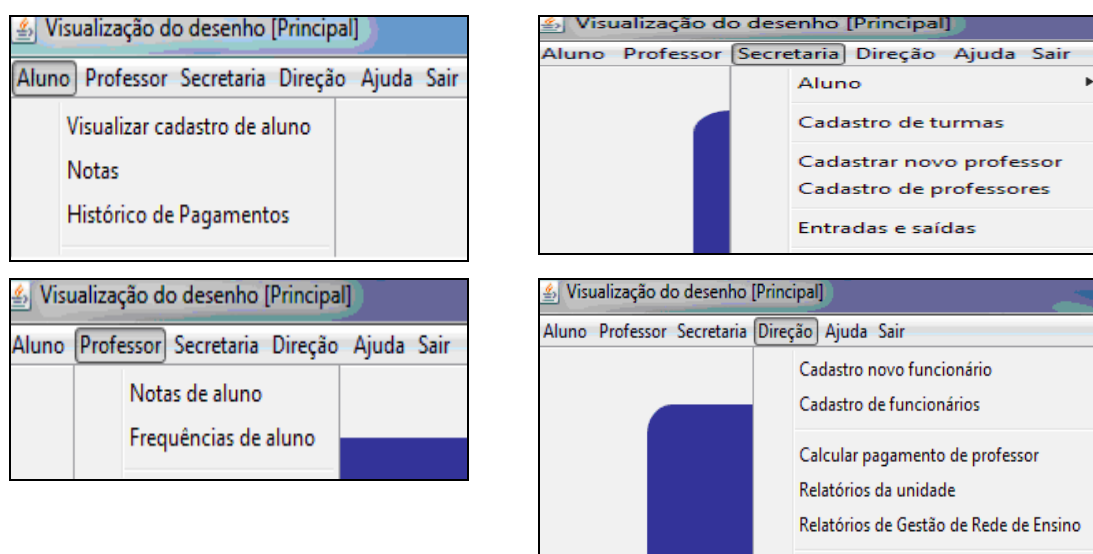 Visualização do desenho [Principal]
Aluno Professor Secretaria Direção Ajuda Sair
Visualizar cadastro de aluno
Notas
Histórico de Pagamentos
Visualização do desenho [Principal]
Aluno Professor Secretaria Direção Ajuda Sair
Aluno
Cadastro de turmas
Cadastrar novo professor
Cadastro de professores
Entradas e saídas
Visualização do desenho [Principal]
Aluno Professor Secretaria Direção Ajuda Sair
Notas de aluno
Frequências de aluno
Visualização do desenho [Principal]
Aluno Professor Secretaria Direção Ajuda Sair
Cadastro novo funcionário
Cadastro de funcionários
Calcular pagamento de professor
Relatórios da unidade
Relatórios de Gestão de Rede de Ensino